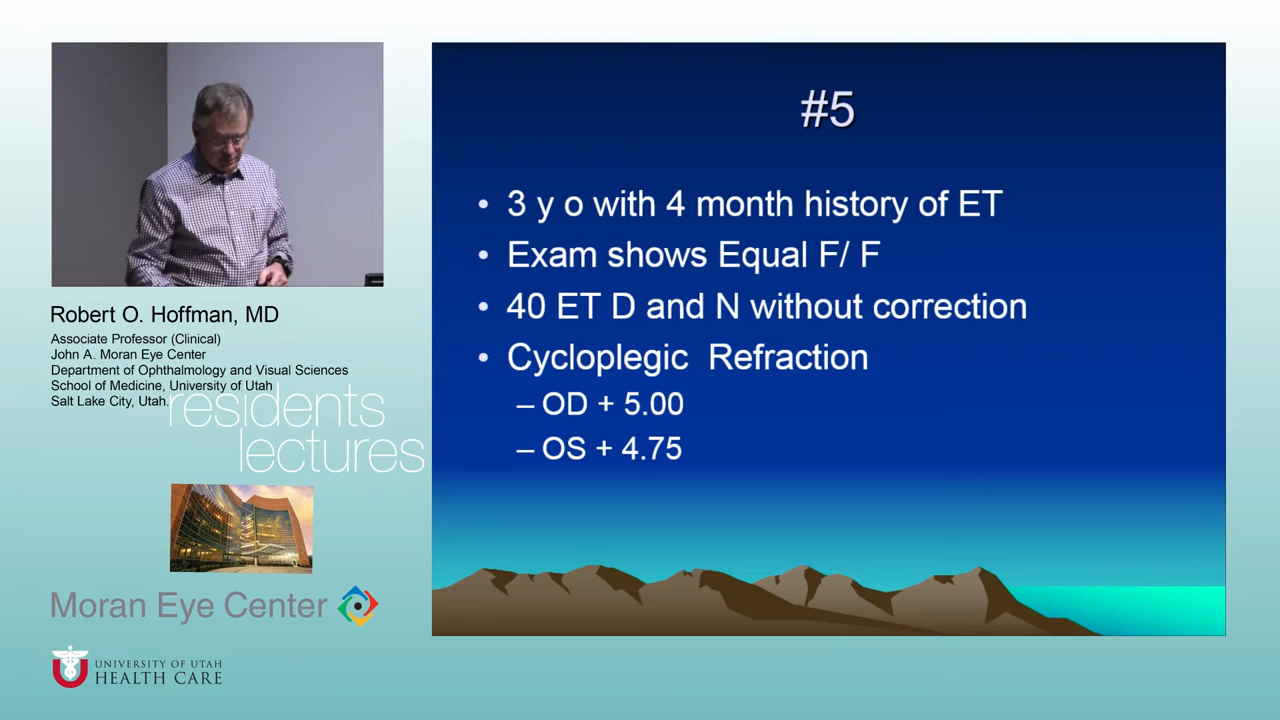 #5
• 3 y o with 4 month history of ET
• Exam shows Equal F/ F
• 40 ET D and N without correction
• Cycloplegic Refraction
– OD + 5.00
– OS + 4.75
Robert O. Hoffman, MD
Associate Professor (Clinical)
John A. Moran Eye Center
Department of Ophthalmology and Visual Sciences
School of Medicine, University of Utah
Salt Lake City, Utah.
residents
lectures
Moran Eye Center
UNIVERSITY OF UTAH
HEALTH CARE